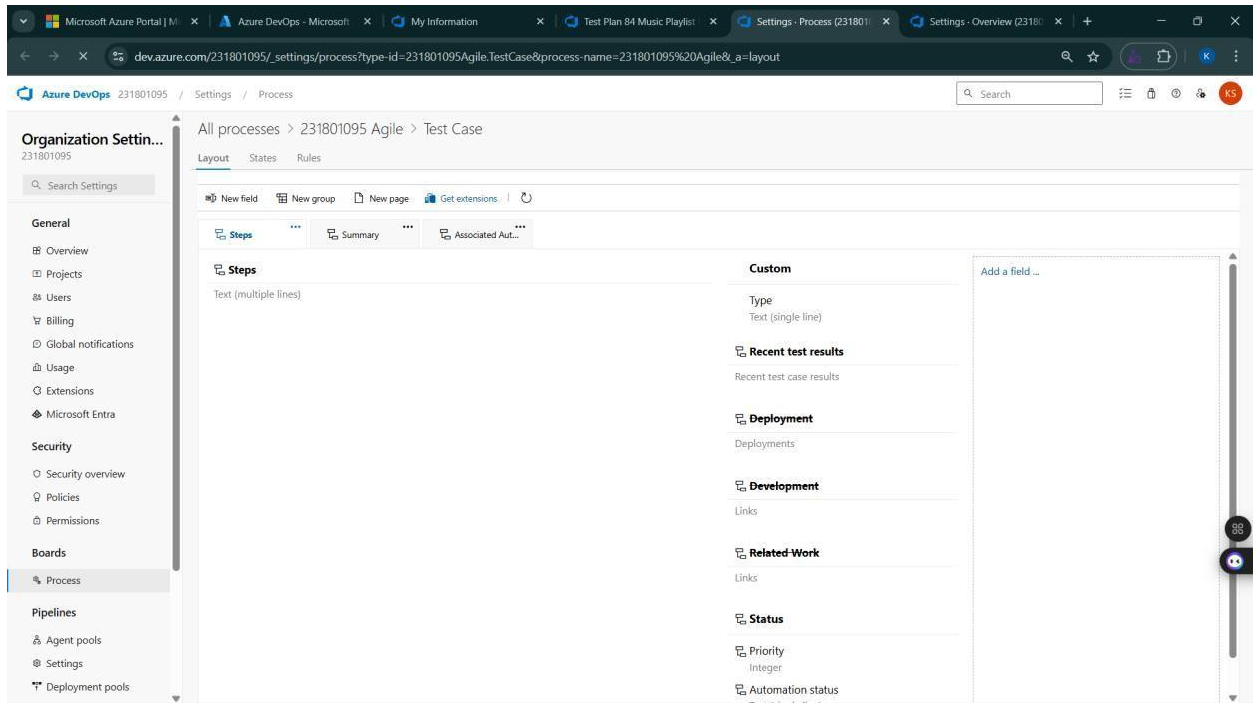 Microsoft Azure Portal | Mi
Azure DevOps - Microsoft
My Information
Test Plan 84 Music Playlist
Settings · Process (2318010
Settings · Overview (23180
dev.azure.com/231801095/_settings/process?type-id=231801095Agile.TestCase&process-name=231801095%20Agile&_a=layout
K
Azure DevOps 231801095 / Settings / Process
Search
KS
Organization Settin...
231801095
Search Settings
General
Overview
Projects
Users
Billing
Global notifications
Usage
Extensions
Microsoft Entra
Security
Security overview
Policies
Permissions
Boards
Process
Pipelines
Agent pools
Settings
Deployment pools
All processes > 231801095 Agile > Test Case
Layout States Rules
New field New group New page Get extensions
Steps ... Summary ... Associated Aut... ...
Steps
Text (multiple lines)
Custom
Type
Text (single line)
Recent test results
Recent test case results
Deployment
Deployments
Development
Links
Related Work
Links
Status
Priority
Integer
Automation status
Add a field ...